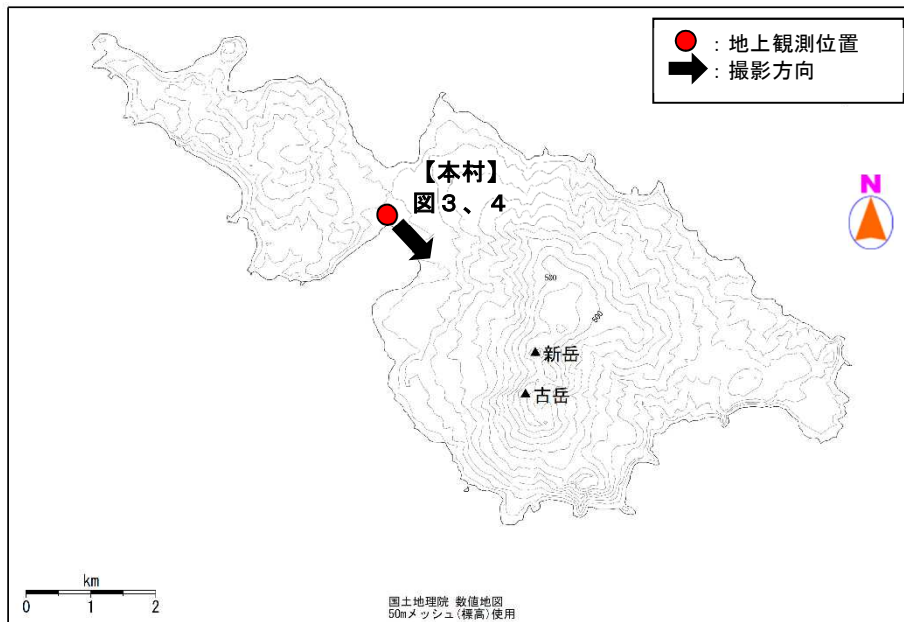 ：地上観測位置
：撮影方向
【本村】
図３、４
N
500
500
▲新岳
▲古岳
km
0 1 2
国土地理院 数値地図
50mメッシュ(標高)使用